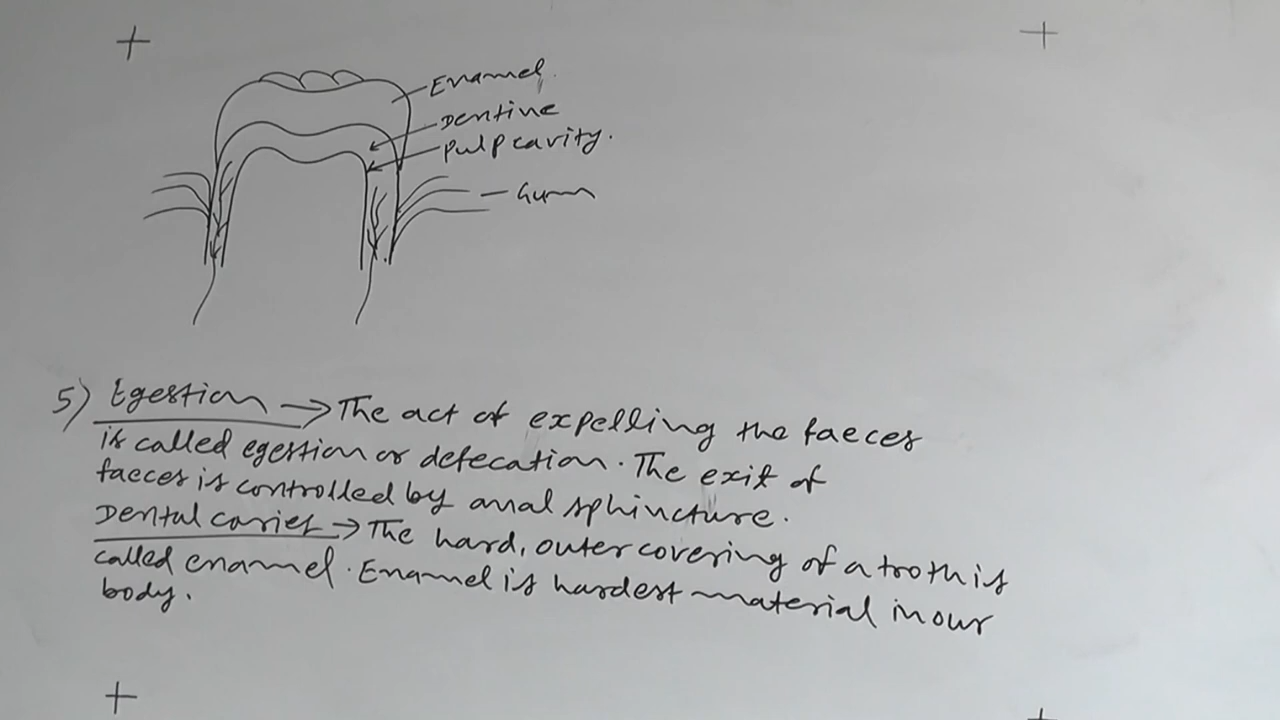 Enamel.
Dentine
Pulp cavity.
Gum
5) Egestion → The act of expelling the faeces
is called egestion or defecation. The exit of
faeces is controlled by anal sphincture.
Dental caries → The hard, outer covering of a tooth is
called enamel. Enamel is hardest material in our
body.